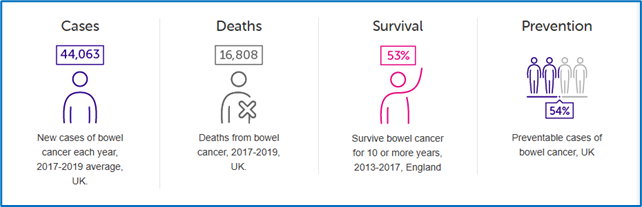 Cases
44,063
New cases of bowel
cancer each year,
2017-2019 average,
UK.
Deaths
16,808
Deaths from bowel
cancer, 2017-2019,
UK.
Survival
53%
Survive bowel cancer
for 10 or more years,
2013-2017, England
Prevention
54%
Preventable cases of
bowel cancer, UK